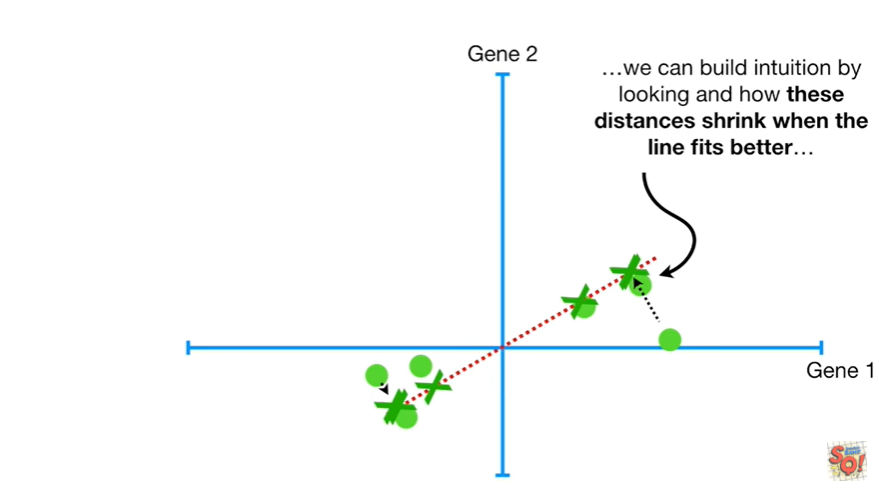 Gene 2
…we can build intuition by
looking and how these
distances shrink when the
line fits better…
Gene 1
SQ!